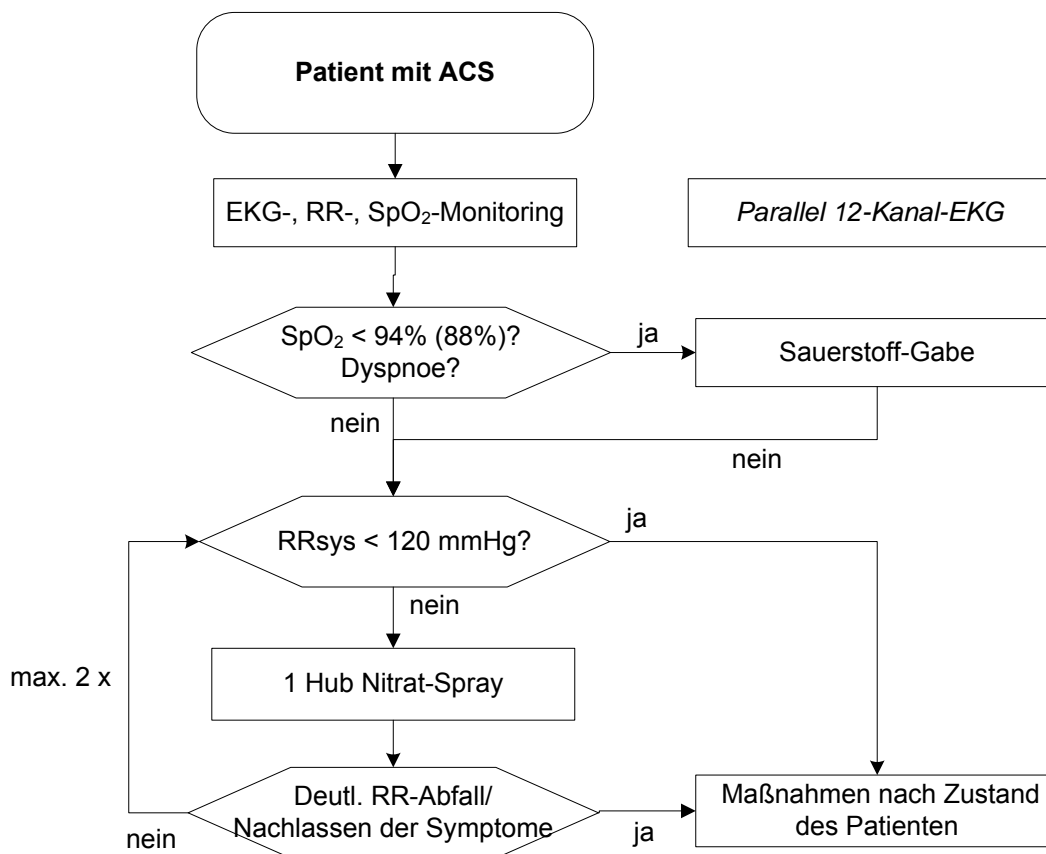 Patient mit ACS
EKG-, RR-, SpO₂-Monitoring
Parallel 12-Kanal-EKG
SpO₂ < 94% (88%)?
Dyspnoe?
ja
Sauerstoff-Gabe
nein
nein
RRsys < 120 mmHg?
ja
nein
max. 2 x
1 Hub Nitrat-Spray
Deutl. RR-Abfall/
Nachlassen der Symptome
nein
ja
Maßnahmen nach Zustand
des Patienten